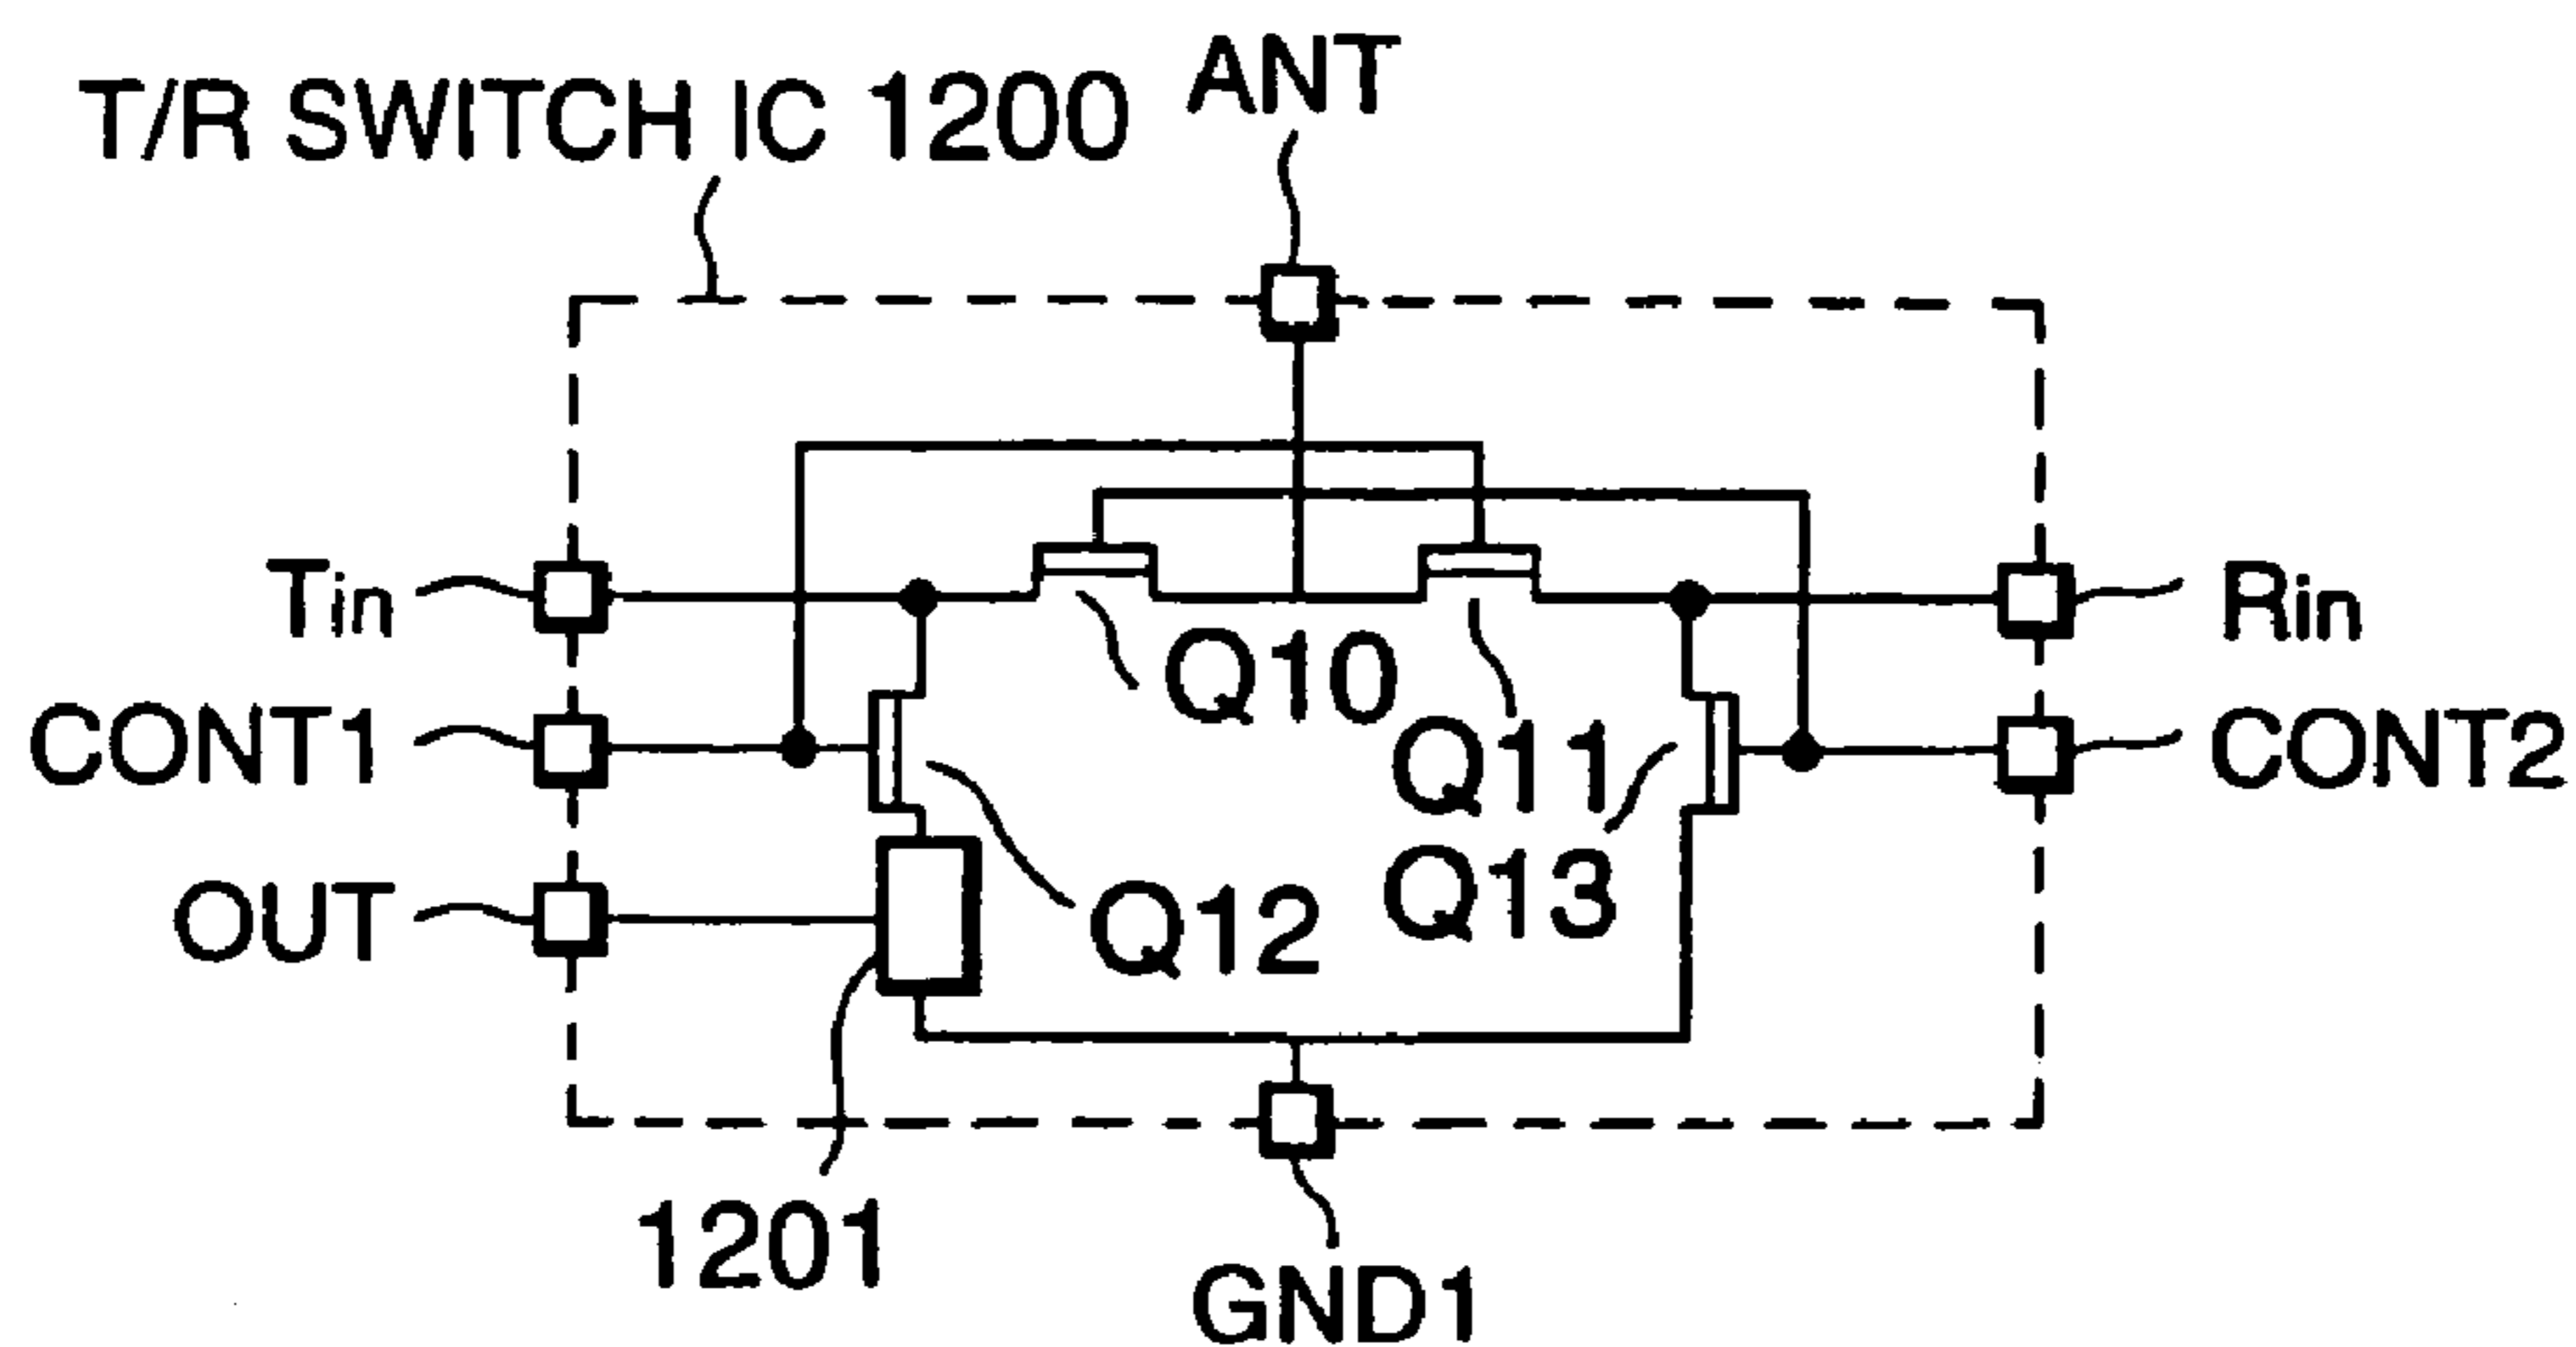 T/R SWITCH IC 1200
ANT
Tin
Rin
Q10
CONT1
Q11
CONT2
Q13
OUT
Q12
1201
GND1